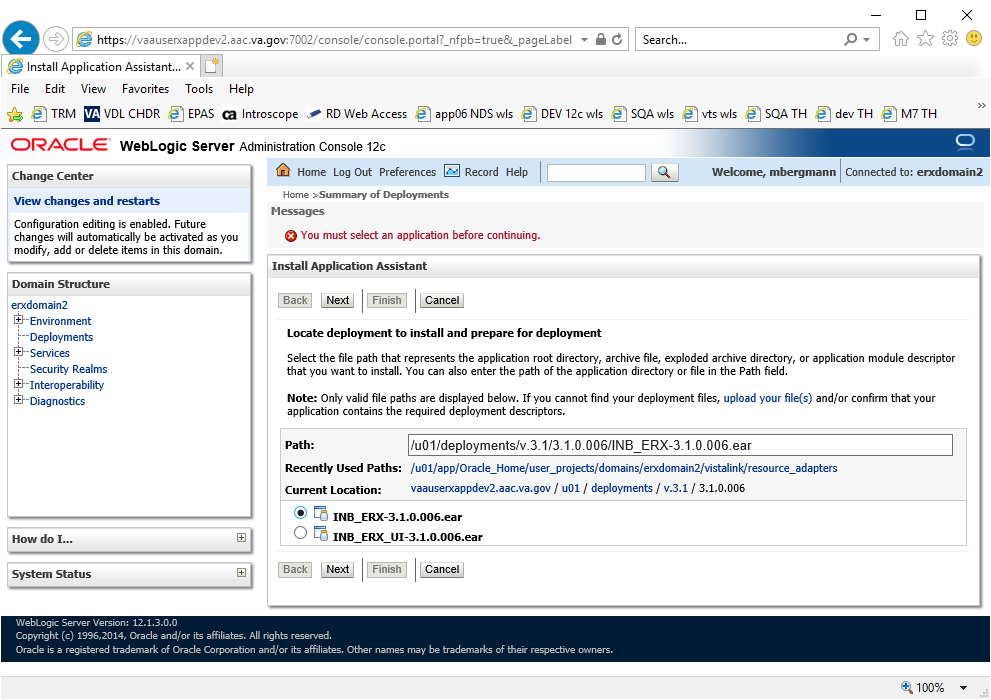 https://vaauserxappdev2.aac.va.gov:7002/console/console.portal?_nfpb=true&_pageLabel
Search...
Install Application Assistant...
File Edit View Favorites Tools Help
TRM VA VDL CHDR EPAS ca Introscope RD Web Access app06 NDS wls DEV 12c wls SQA wls vts wls SQA TH dev TH M7 TH
ORACLE WebLogic Server Administration Console 12c
Change Center
View changes and restarts
Configuration editing is enabled. Future
changes will automatically be activated as you
modify, add or delete items in this domain.
Domain Structure
erxdomain2
Environment
Deployments
Services
Security Realms
Interoperability
Diagnostics
How do I...
System Status
Home Log Out Preferences Record Help
Welcome, mbergmann Connected to: erxdomain2
Home >Summary of Deployments
Messages
You must select an application before continuing.
Install Application Assistant
Back Next Finish Cancel
Locate deployment to install and prepare for deployment
Select the file path that represents the application root directory, archive file, exploded archive directory, or application module descriptor
that you want to install. You can also enter the path of the application directory or file in the Path field.
Note: Only valid file paths are displayed below. If you cannot find your deployment files, upload your file(s) and/or confirm that your
application contains the required deployment descriptors.
Path: /u01/deployments/v.3.1/3.1.0.006/INB_ERX-3.1.0.006.ear
Recently Used Paths: /u01/app/Oracle_Home/user_projects/domains/erxdomain2/vistalink/resource_adapters
Current Location: vaauserxappdev2.aac.va.gov / u01 / deployments / v.3.1 / 3.1.0.006
INB_ERX-3.1.0.006.ear
INB_ERX_UI-3.1.0.006.ear
Back Next Finish Cancel
WebLogic Server Version: 12.1.3.0.0
Copyright (c) 1996,2014, Oracle and/or its affiliates. All rights reserved.
Oracle is a registered trademark of Oracle Corporation and/or its affiliates. Other names may be trademarks of their respective owners.
100%